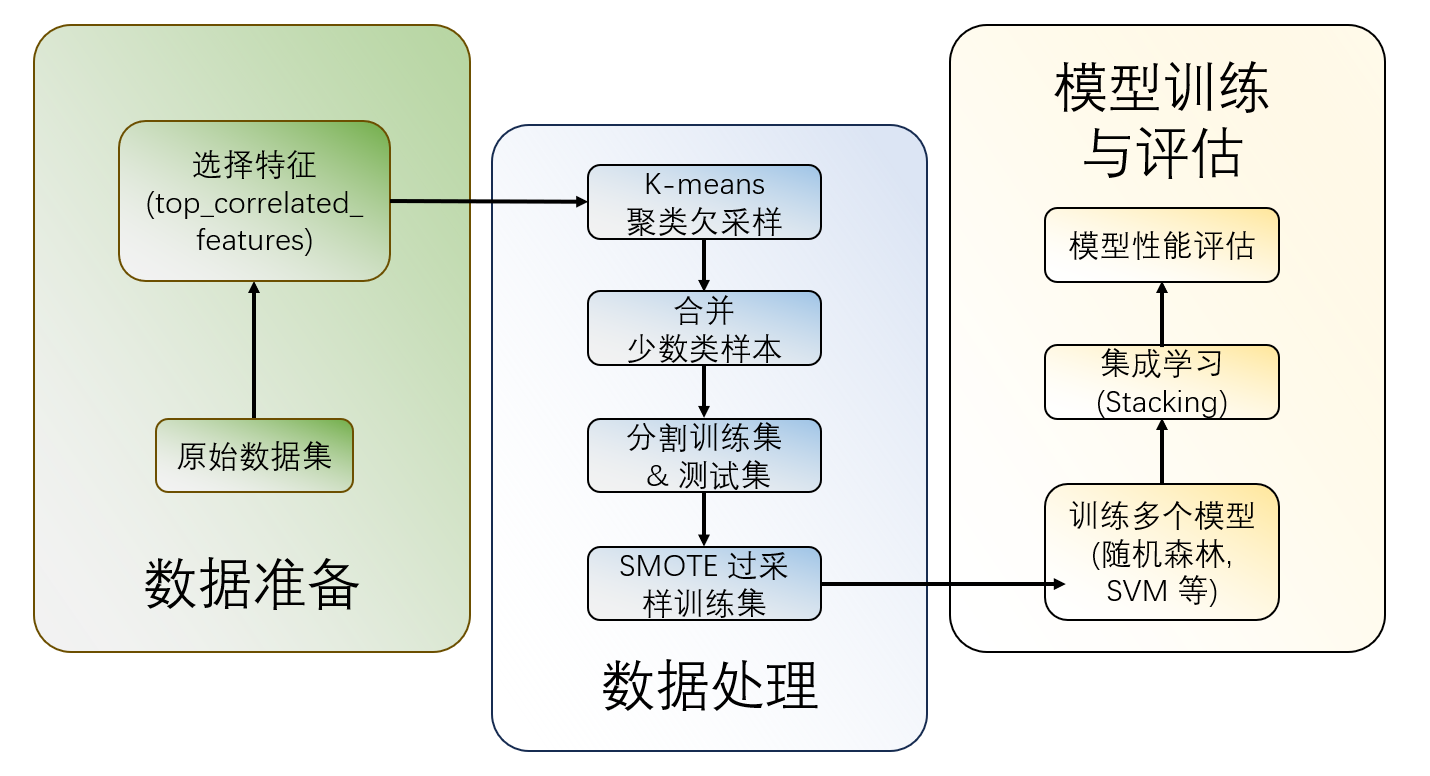 选择特征
(top_correlated_
features)
原始数据集
数据准备
K-means
聚类欠采样
合并
少数类样本
分割训练集
& 测试集
SMOTE 过采
样训练集
数据处理
模型训练
与评估
模型性能评估
集成学习
(Stacking)
训练多个模型
(随机森林,
SVM 等)